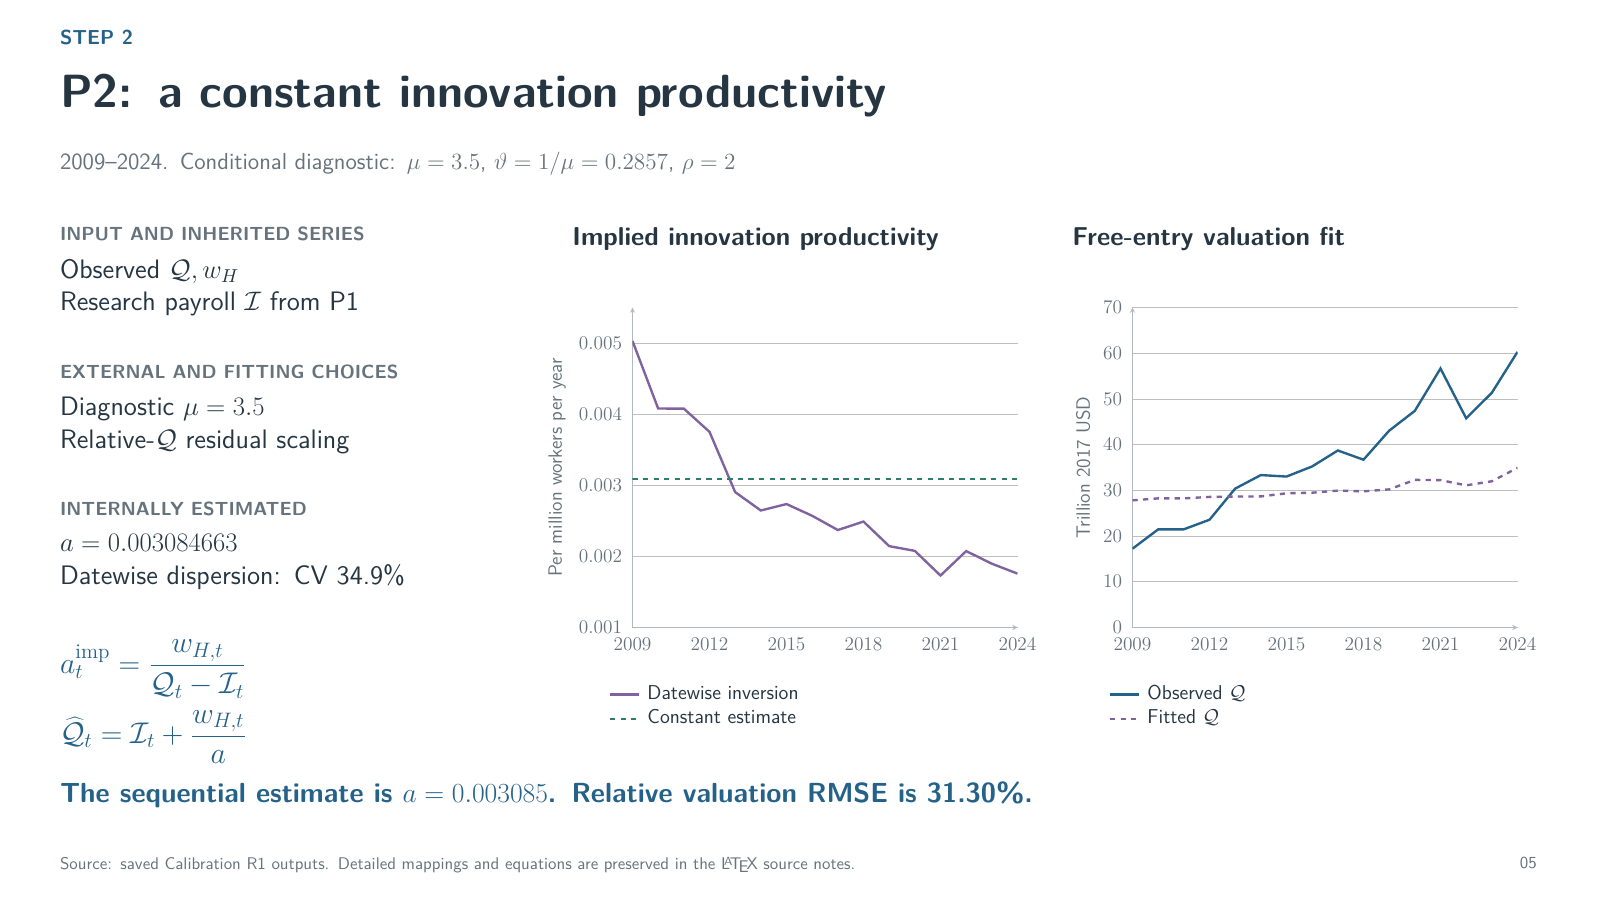 STEP 2
P2: a constant innovation productivity
2009–2024. Conditional diagnostic: μ = 3.5, ϑ = 1/μ = 0.2857, ρ = 2
INPUT AND INHERITED SERIES
Observed 𝒬, w_H
Research payroll ℐ from P1
EXTERNAL AND FITTING CHOICES
Diagnostic μ = 3.5
Relative-𝒬 residual scaling
INTERNALLY ESTIMATED
a = 0.003084663
Datewise dispersion: CV 34.9%
a_t^imp = w_{H,t} / (𝒬_t − ℐ_t)
𝒬̂_t = ℐ_t + w_{H,t} / a
Implied innovation productivity
Per million workers per year
0.005
0.004
0.003
0.002
0.001
2009 2012 2015 2018 2021 2024
Datewise inversion
Constant estimate
Free-entry valuation fit
Trillion 2017 USD
70
60
50
40
30
20
10
0
2009 2012 2015 2018 2021 2024
Observed 𝒬
Fitted 𝒬
The sequential estimate is a = 0.003085. Relative valuation RMSE is 31.30%.
Source: saved Calibration R1 outputs. Detailed mappings and equations are preserved in the LATEX source notes.
05